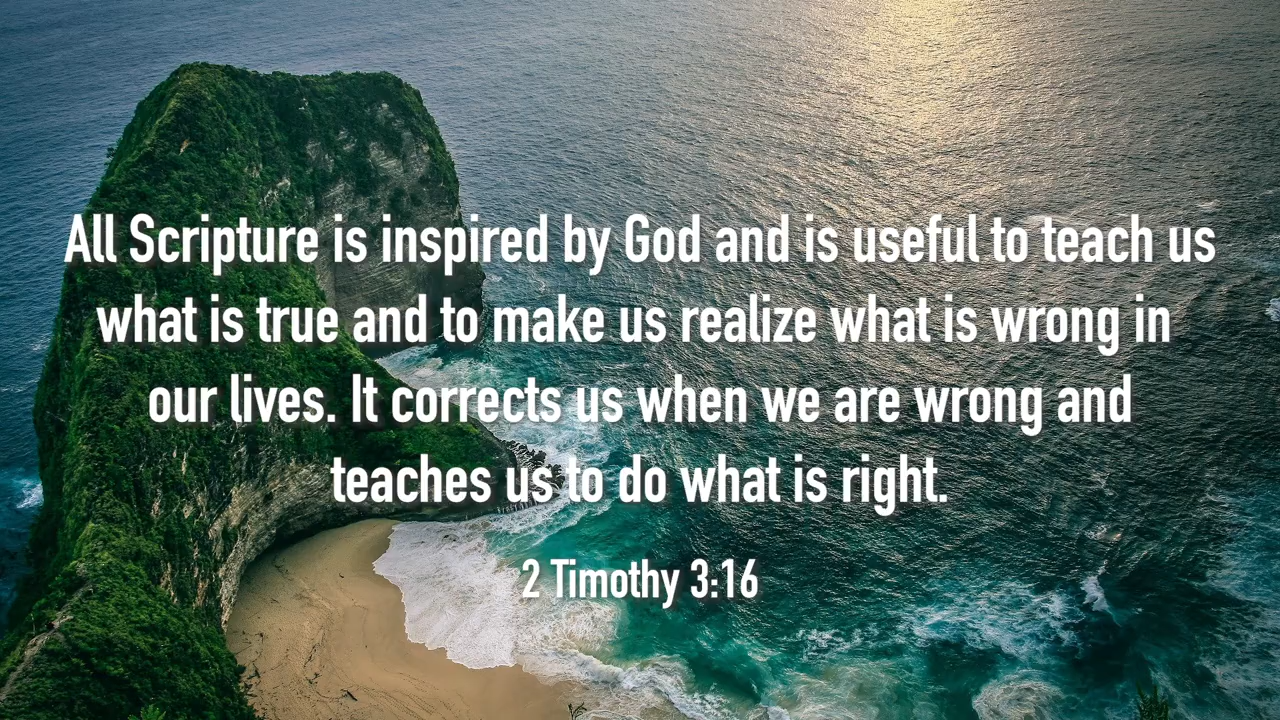 All Scripture is inspired by God and is useful to teach us
what is true and to make us realize what is wrong in
our lives. It corrects us when we are wrong and
teaches us to do what is right.
2 Timothy 3:16